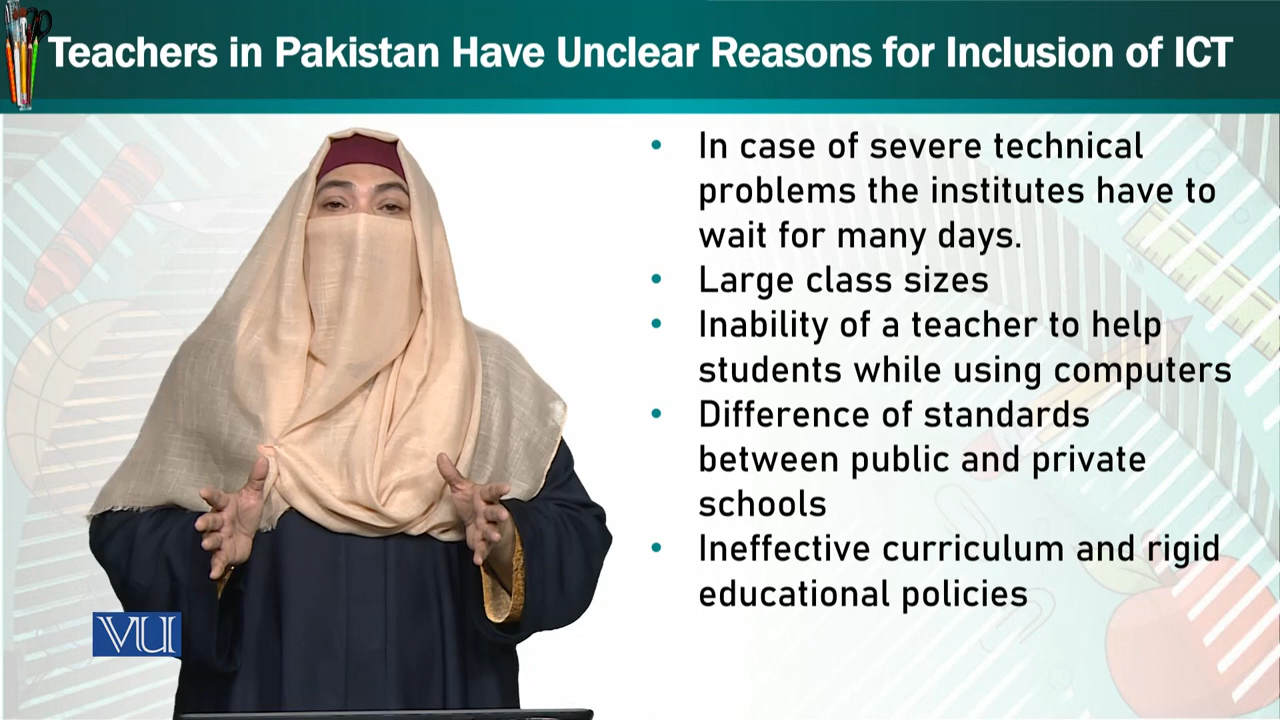 Teachers in Pakistan Have Unclear Reasons for Inclusion of ICT
• In case of severe technical
problems the institutes have to
wait for many days.
• Large class sizes
• Inability of a teacher to help
students while using computers
• Difference of standards
between public and private
schools
• Ineffective curriculum and rigid
educational policies
VU